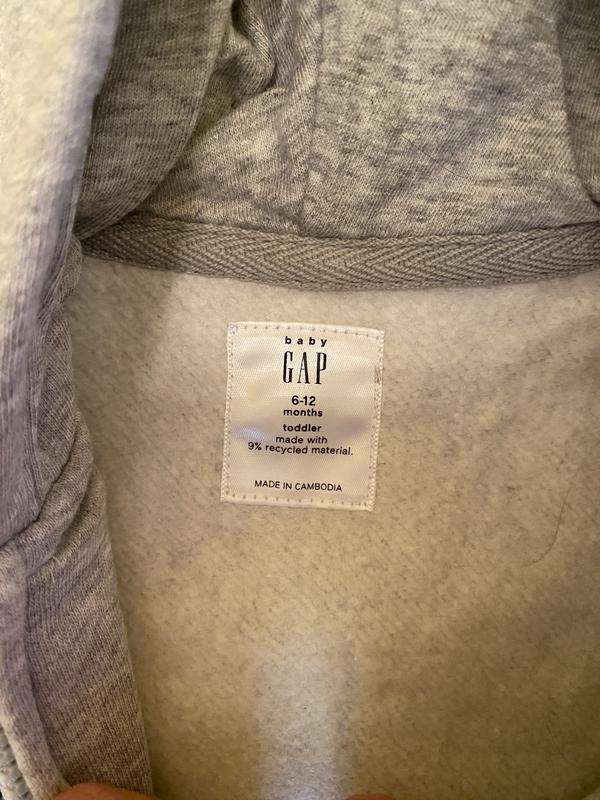 baby
GAP
6-12
months
toddler
made with
9% recycled material.
MADE IN CAMBODIA